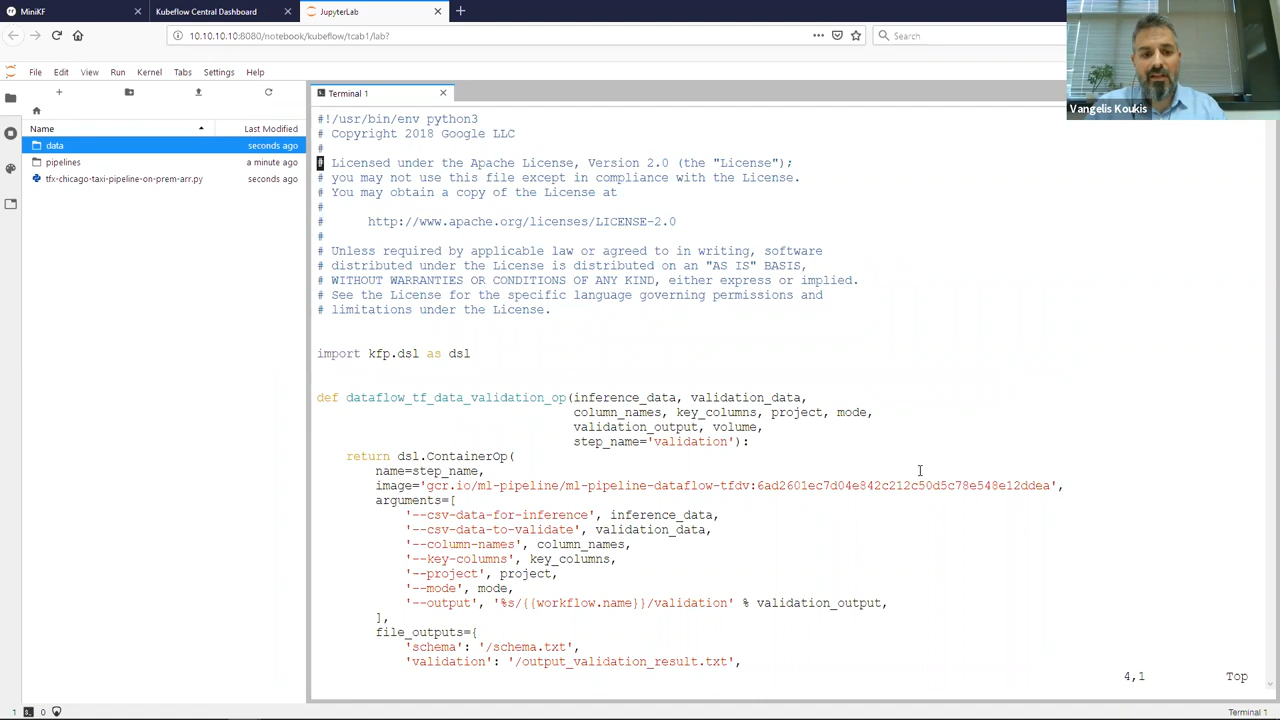 MiniKF
Kubeflow Central Dashboard
JupyterLab
10.10.10.10:8080/notebook/kubeflow/tcab1/lab?
Search
Vangelis Koukis
File Edit View Run Kernel Tabs Settings Help
Terminal 1
Name Last Modified
data seconds ago
pipelines a minute ago
tfx-chicago-taxi-pipeline-on-prem-arr.py seconds ago
#!/usr/bin/env python3
# Copyright 2018 Google LLC
#
# Licensed under the Apache License, Version 2.0 (the "License");
# you may not use this file except in compliance with the License.
# You may obtain a copy of the License at
#
#     http://www.apache.org/licenses/LICENSE-2.0
#
# Unless required by applicable law or agreed to in writing, software
# distributed under the License is distributed on an "AS IS" BASIS,
# WITHOUT WARRANTIES OR CONDITIONS OF ANY KIND, either express or implied.
# See the License for the specific language governing permissions and
# limitations under the License.
import kfp.dsl as dsl
def dataflow_tf_data_validation_op(inference_data, validation_data,
column_names, key_columns, project, mode,
validation_output, volume,
step_name='validation'):
return dsl.ContainerOp(
name=step_name,
image='gcr.io/ml-pipeline/ml-pipeline-dataflow-tfdv:6ad2601ec7d04e842c212c50d5c78e548e12ddea',
arguments=[
'--csv-data-for-inference', inference_data,
'--csv-data-to-validate', validation_data,
'--column-names', column_names,
'--key-columns', key_columns,
'--project', project,
'--mode', mode,
'--output', '%s/{{workflow.name}}/validation' % validation_output,
],
file_outputs={
'schema': '/schema.txt',
'validation': '/output_validation_result.txt',
4,1 Top
1 0 Terminal 1